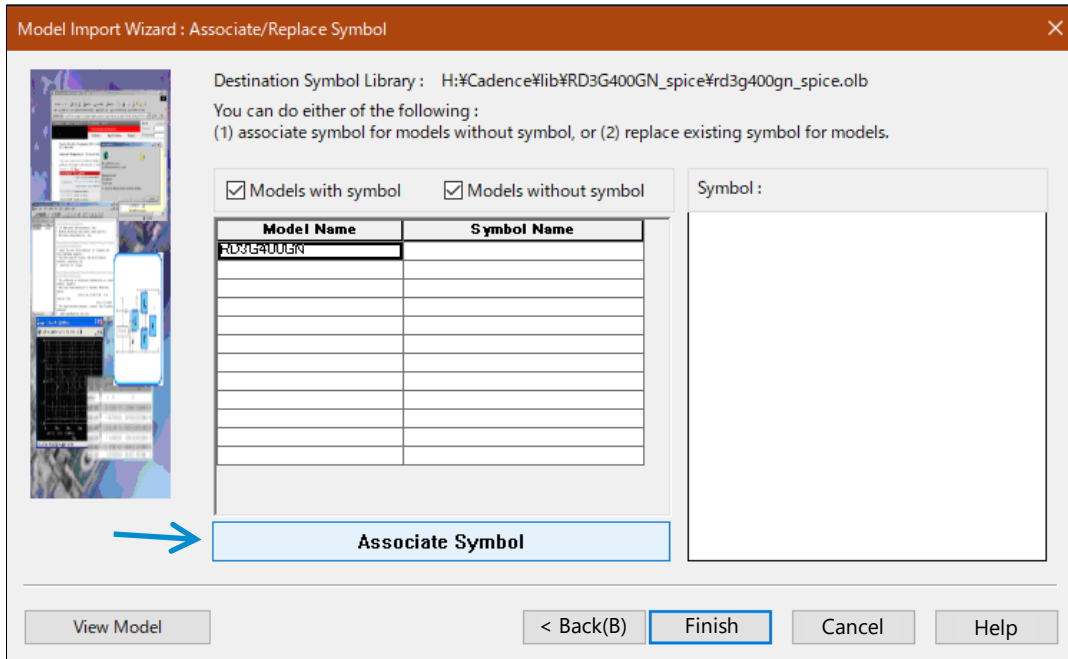 Model Import Wizard : Associate/Replace Symbol
Destination Symbol Library : H:¥Cadence¥lib¥RD3G400GN_spice¥rd3g400gn_spice.olb
You can do either of the following :
(1) associate symbol for models without symbol, or (2) replace existing symbol for models.
Models with symbol
Models without symbol
Symbol :
Model Name
Symbol Name
RD3G400GN
Associate Symbol
View Model
< Back(B)
Finish
Cancel
Help